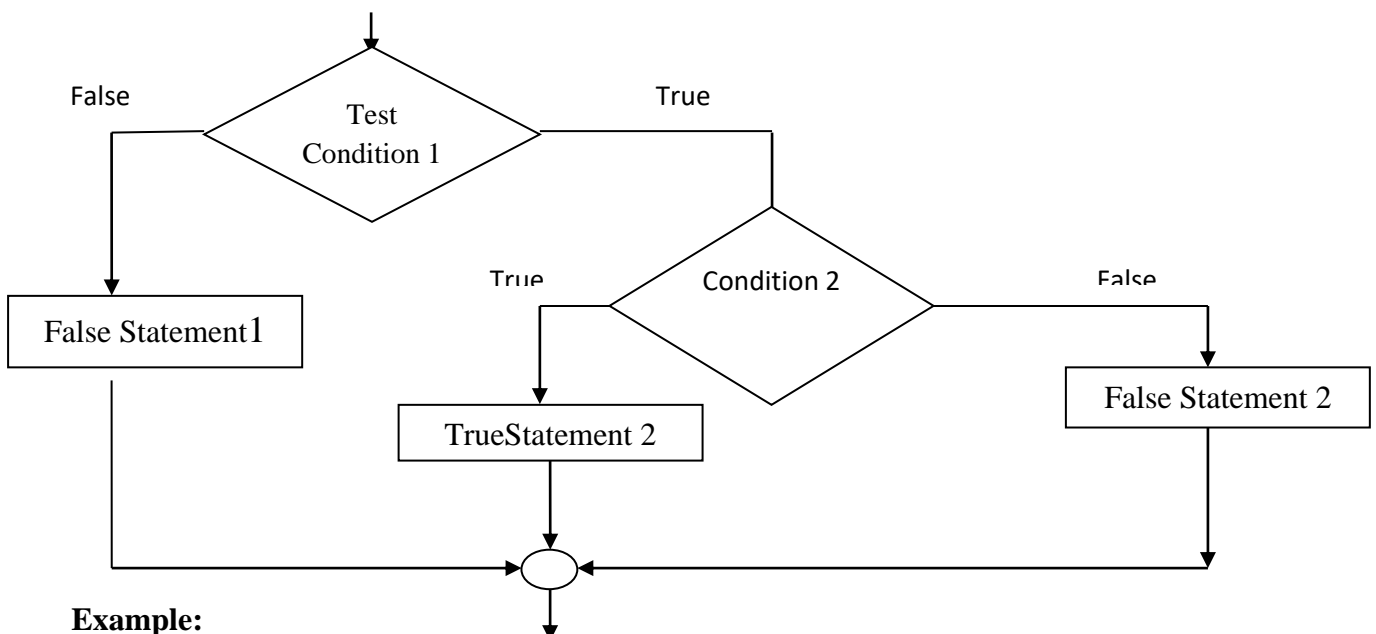 False
True
Test
Condition 1
True
Condition 2
False
False Statement1
False Statement 2
TrueStatement 2
Example: